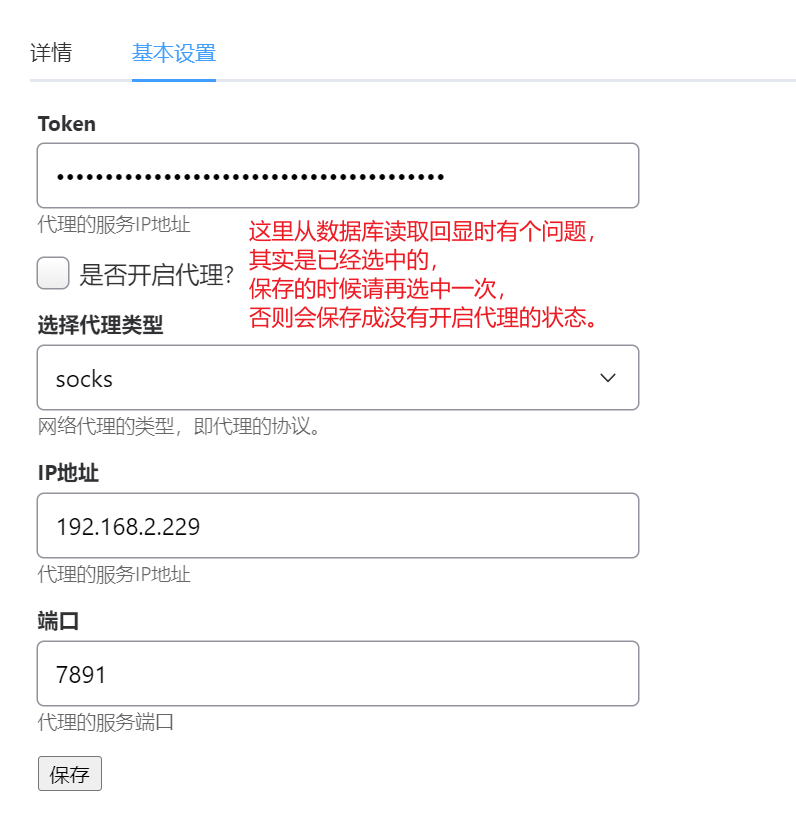 详情 基本设置
Token
••••••••••••••••••••••••••••••••••••••••
代理的服务IP地址
这里从数据库读取回显时有个问题，
其实是已经选中的，
保存的时候请再选中一次，
否则会保存成没有开启代理的状态。
是否开启代理?
选择代理类型
socks
网络代理的类型，即代理的协议。
IP地址
192.168.2.229
代理的服务IP地址
端口
7891
代理的服务端口
保存